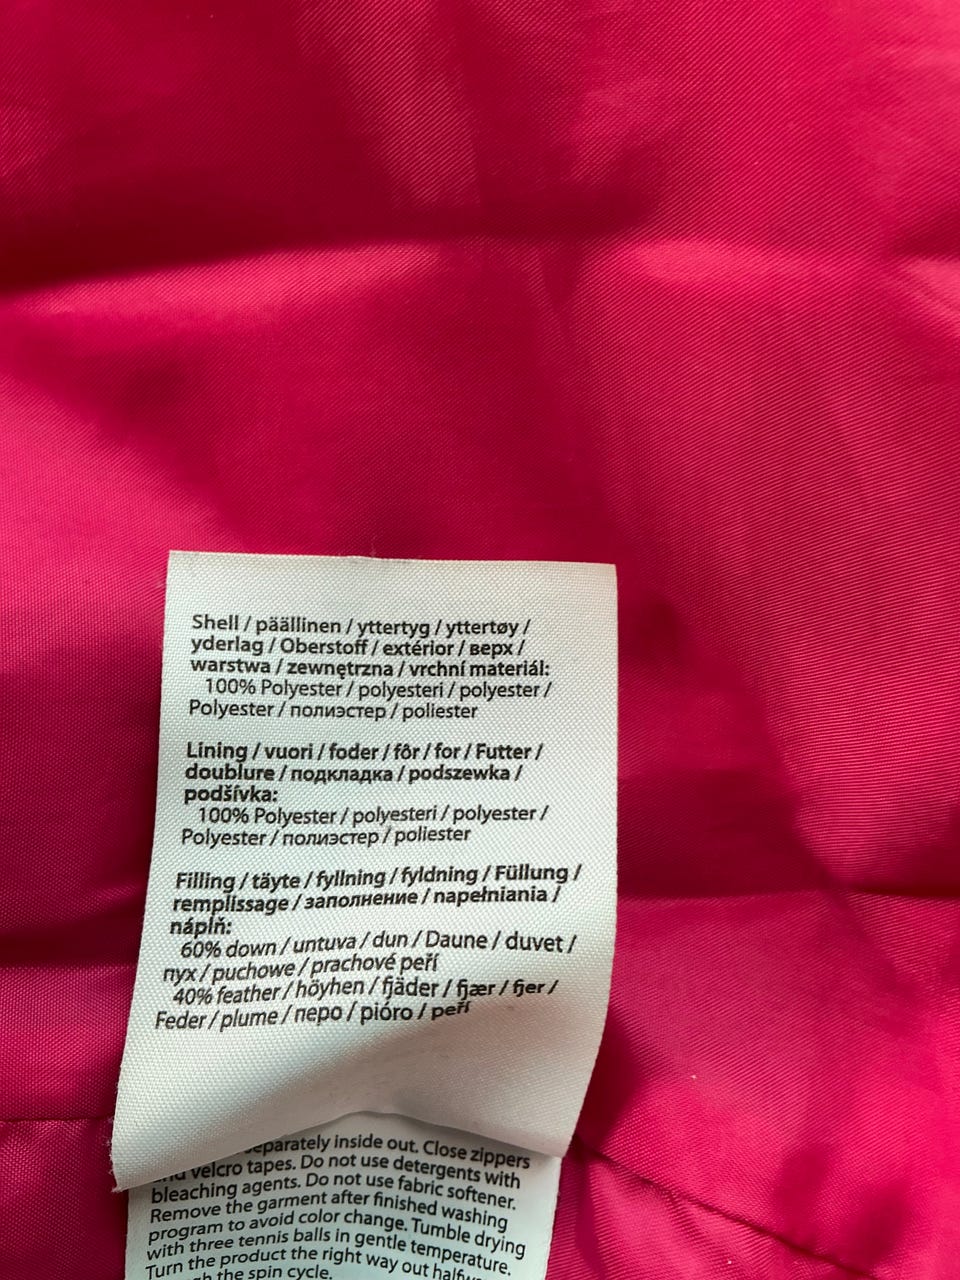 Shell / päällinen / yttertyg / yttertøy /
yderlag / Oberstoff / extérior / верх /
warstwa / zewnętrzna / vrchní materiál:
100% Polyester / polyesteri / polyester /
Polyester / полиэстер / poliester
Lining / vuori / foder / fôr / for / Futter /
doublure / подкладка / podszewka /
podšívka:
100% Polyester / polyesteri / polyester /
Polyester / полиэстер / poliester
Filling / täyte / fyllning / fyldning / Füllung /
remplissage / заполнение / napełniania /
náplň:
60% down / untuva / dun / Daune / duvet /
пух / puchowe / prachové peří
40% feather / höyhen / fjäder / fjær / fjer /
Feder / plume / перо / pióro / peří
separately inside out. Close zippers
and velcro tapes. Do not use detergents with
bleaching agents. Do not use fabric softener.
Remove the garment after finished washing
program to avoid color change. Tumble drying
with three tennis balls in gentle temperature.
Turn the product the right way out
the spin cycle.